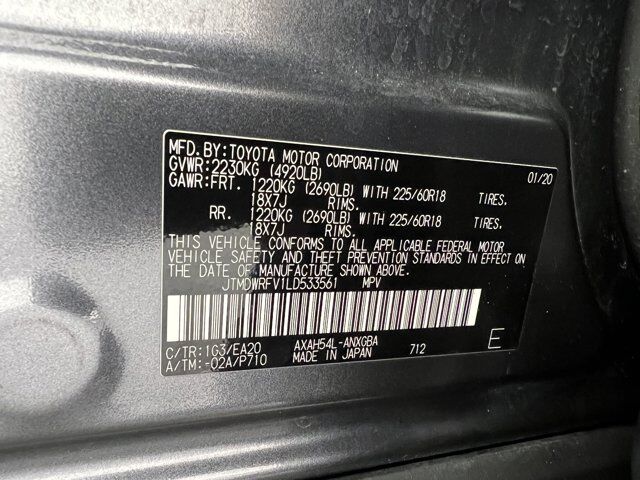 MFD.BY:TOYOTA MOTOR CORPORATION 01/20
GVWR:2230KG (4920LB)
GAWR:FRT. 1220KG (2690LB) WITH 225/60R18 TIRES.
18X7J RIMS.
RR. 1220KG (2690LB) WITH 225/60R18 TIRES.
18X7J RIMS.
THIS VEHICLE CONFORMS TO ALL APPLICABLE FEDERAL MOTOR
VEHICLE SAFETY AND THEFT PREVENTION STANDARDS IN EFFECT ON
THE DATE OF MANUFACTURE SHOWN ABOVE.
JTMDWRFV1LD533561 MPV
C/TR:1G3/EA20 AXAH54L-ANXGBA
A/TM:-02A/P710 MADE IN JAPAN 712 E